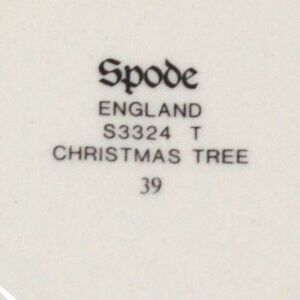 Spode
ENGLAND
S3324 T
CHRISTMAS TREE
39